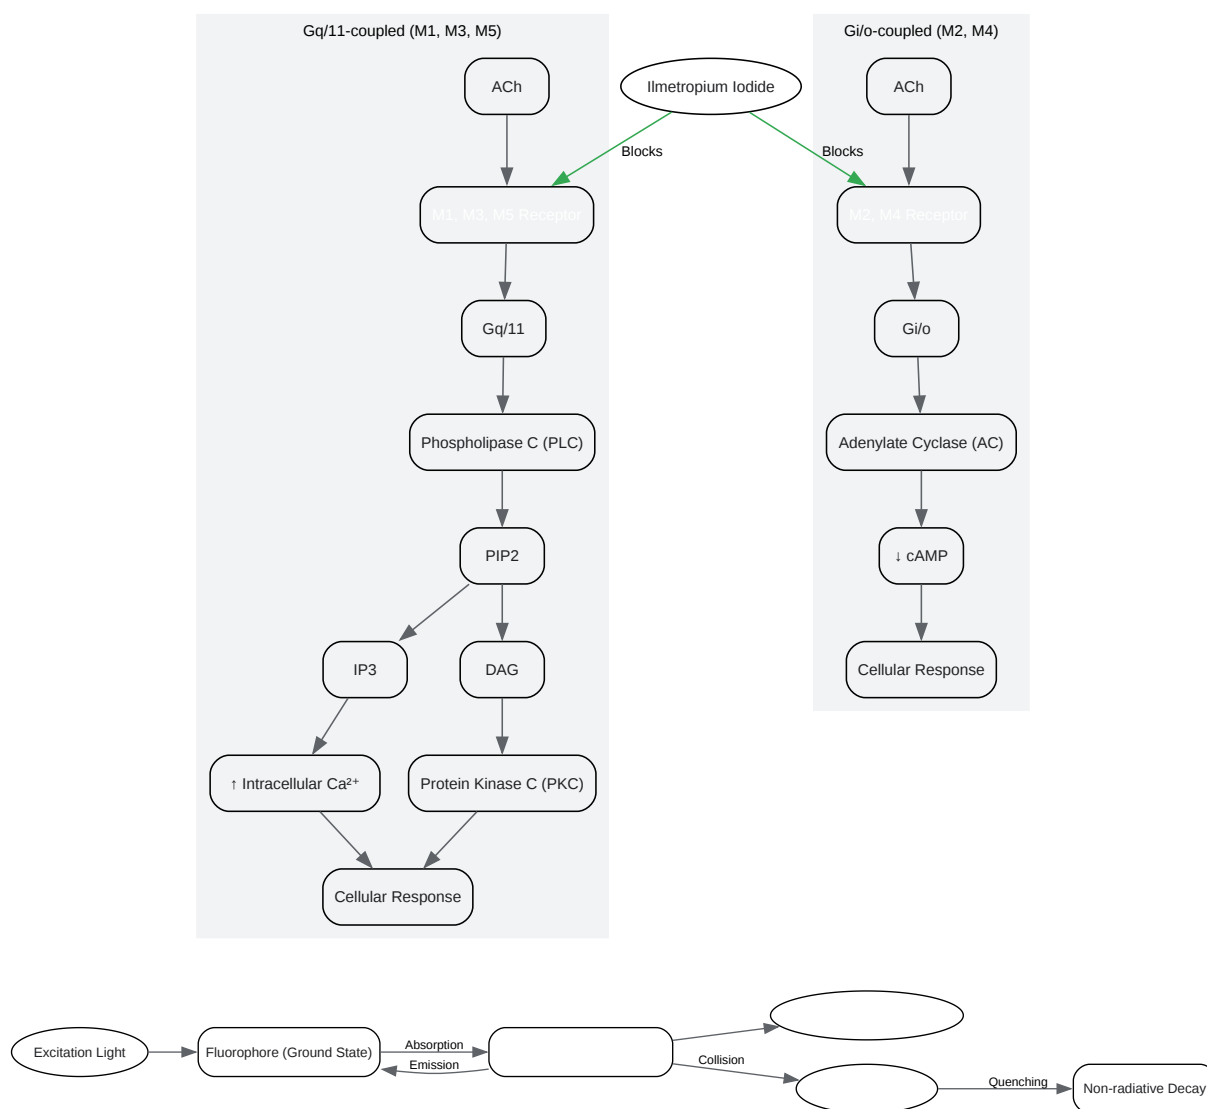 Gq/11-coupled (M1, M3, M5)
Gi/o-coupled (M2, M4)
ACh
Ilmetropium Iodide
ACh
Blocks
Blocks
M1, M3, M5 Receptor
M2, M4 Receptor
Gq/11
Gi/o
Phospholipase C (PLC)
Adenylate Cyclase (AC)
PIP2
↓ cAMP
IP3
DAG
Cellular Response
↑ Intracellular Ca²⁺
Protein Kinase C (PKC)
Cellular Response
Excitation Light
Fluorophore (Ground State)
Absorption
Emission
Collision
Quenching
Non-radiative Decay